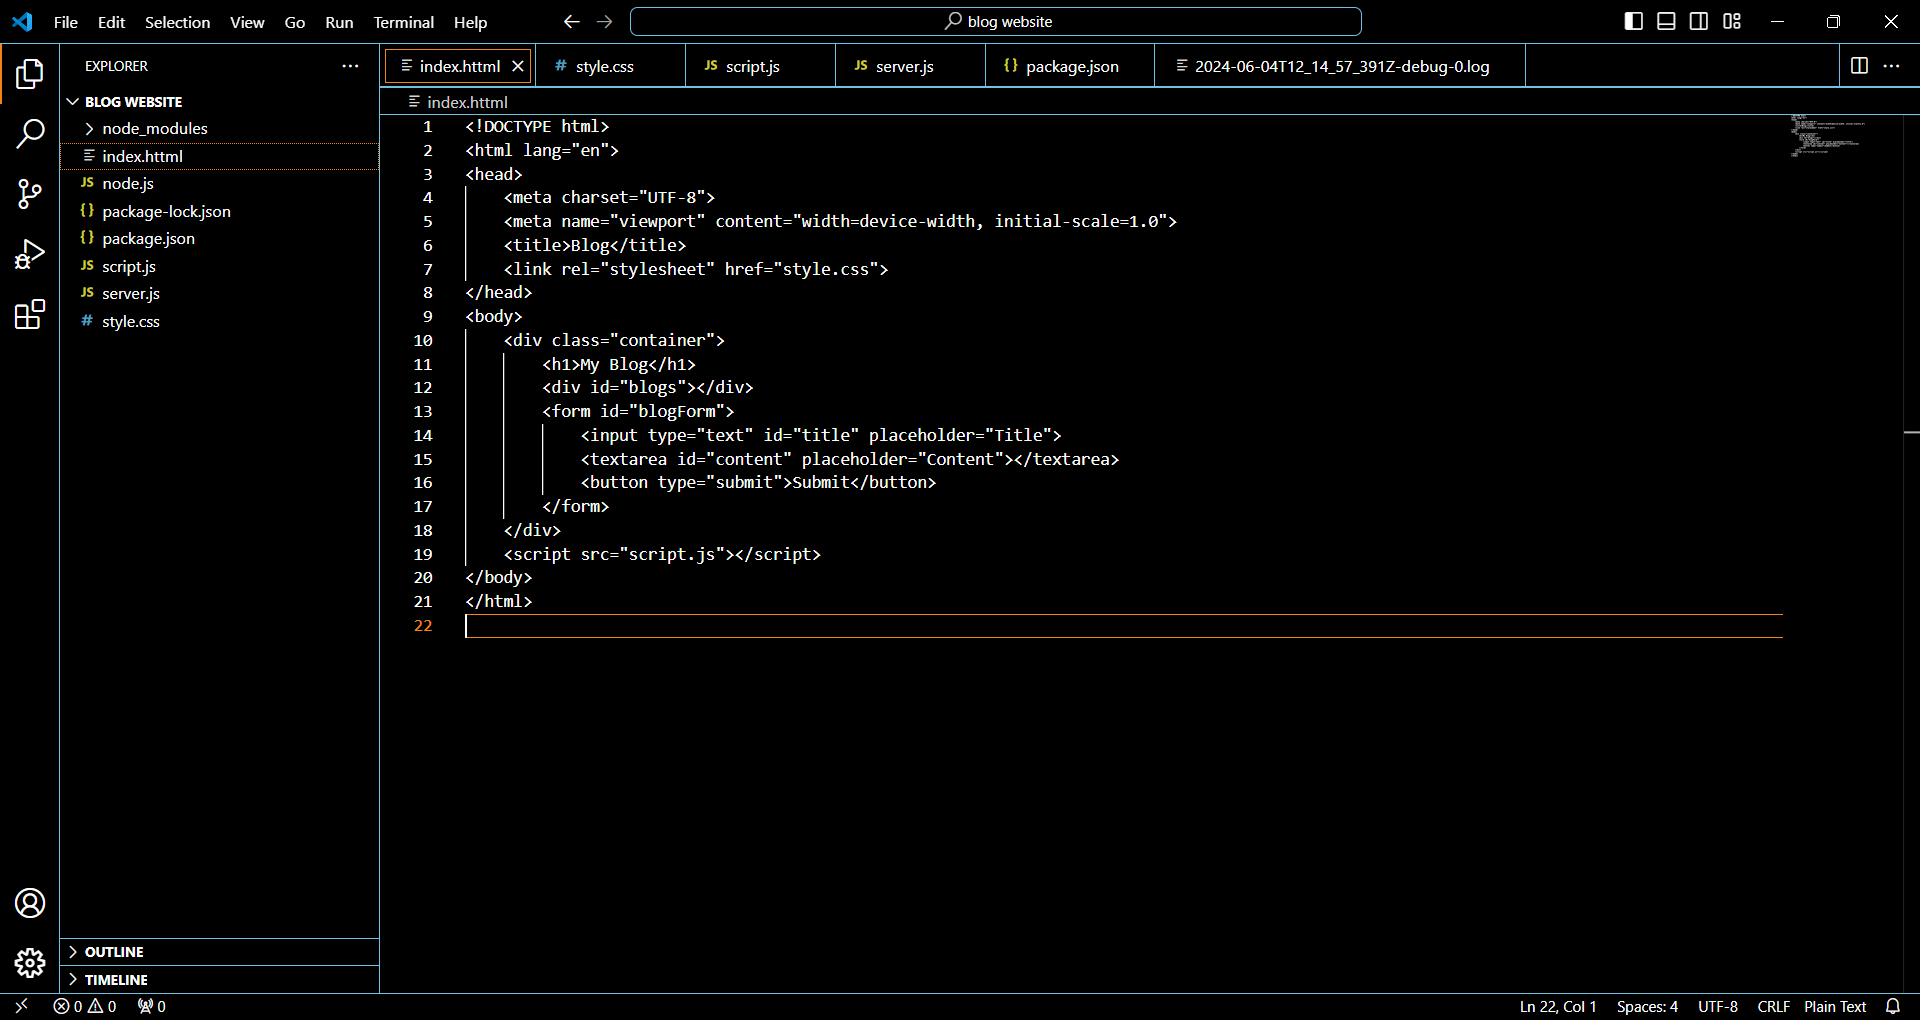 File Edit Selection View Go Run Terminal Help
blog website
EXPLORER
BLOG WEBSITE
node_modules
index.httml
JS node.js
{} package-lock.json
{} package.json
JS script.js
JS server.js
# style.css
OUTLINE
TIMELINE
index.httml
# style.css
JS script.js
JS server.js
{} package.json
2024-06-04T12_14_57_391Z-debug-0.log
index.httml
1 <!DOCTYPE html>
2 <html lang="en">
3 <head>
4     <meta charset="UTF-8">
5     <meta name="viewport" content="width=device-width, initial-scale=1.0">
6     <title>Blog</title>
7     <link rel="stylesheet" href="style.css">
8 </head>
9 <body>
10     <div class="container">
11         <h1>My Blog</h1>
12         <div id="blogs"></div>
13         <form id="blogForm">
14             <input type="text" id="title" placeholder="Title">
15             <textarea id="content" placeholder="Content"></textarea>
16             <button type="submit">Submit</button>
17         </form>
18     </div>
19     <script src="script.js"></script>
20 </body>
21 </html>
22
0 0 0
Ln 22, Col 1 Spaces: 4 UTF-8 CRLF Plain Text